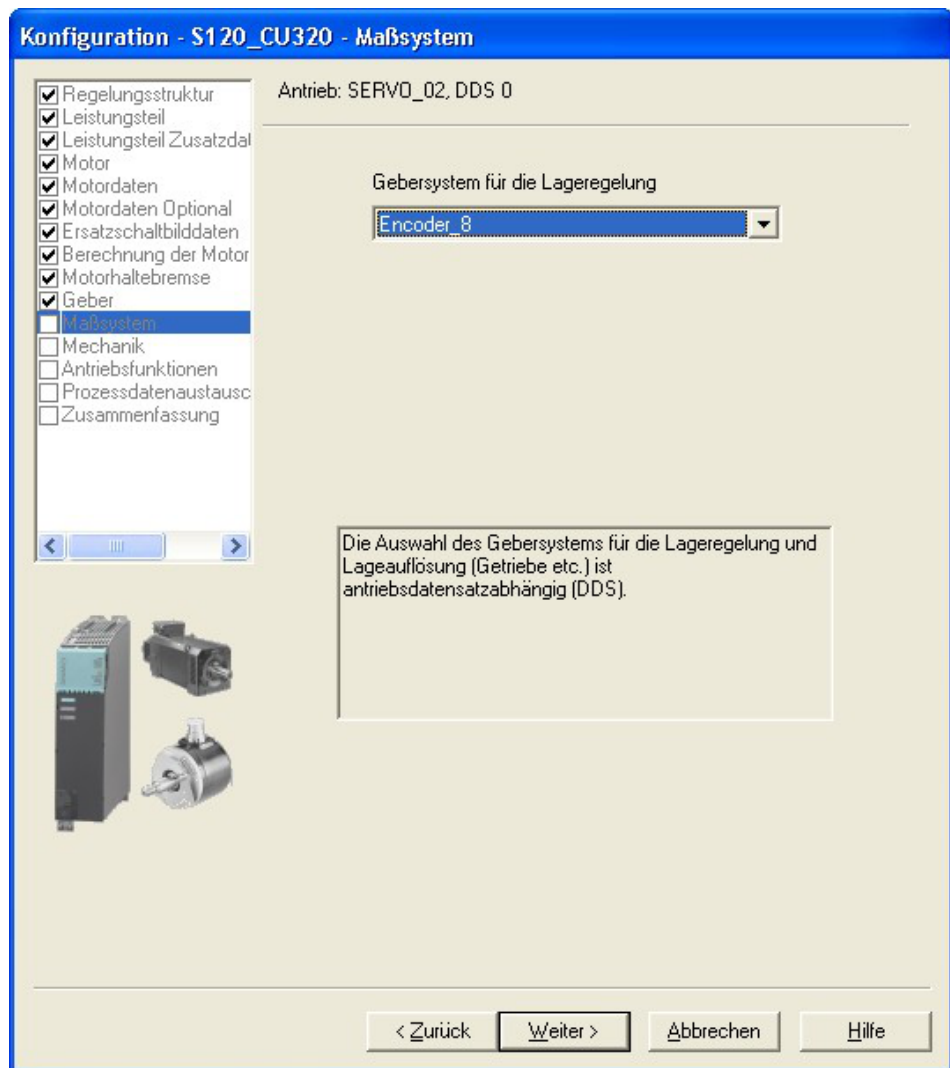 Konfiguration - S120_CU320 - Maßsystem
Regelungsstruktur
Leistungsteil
Leistungsteil Zusatzdat
Motor
Motordaten
Motordaten Optional
Ersatzschaltbilddaten
Berechnung der Motor
Motorhaltebremse
Geber
Maßsystem
Mechanik
Antriebsfunktionen
Prozessdatenaustausc
Zusammenfassung
Antrieb: SERVO_02, DDS 0
Gebersystem für die Lageregelung
Encoder_8
Die Auswahl des Gebersystems für die Lageregelung und
Lageauflösung (Getriebe etc.) ist
antriebsdatensatzabhängig (DDS).
< Zurück Weiter > Abbrechen Hilfe